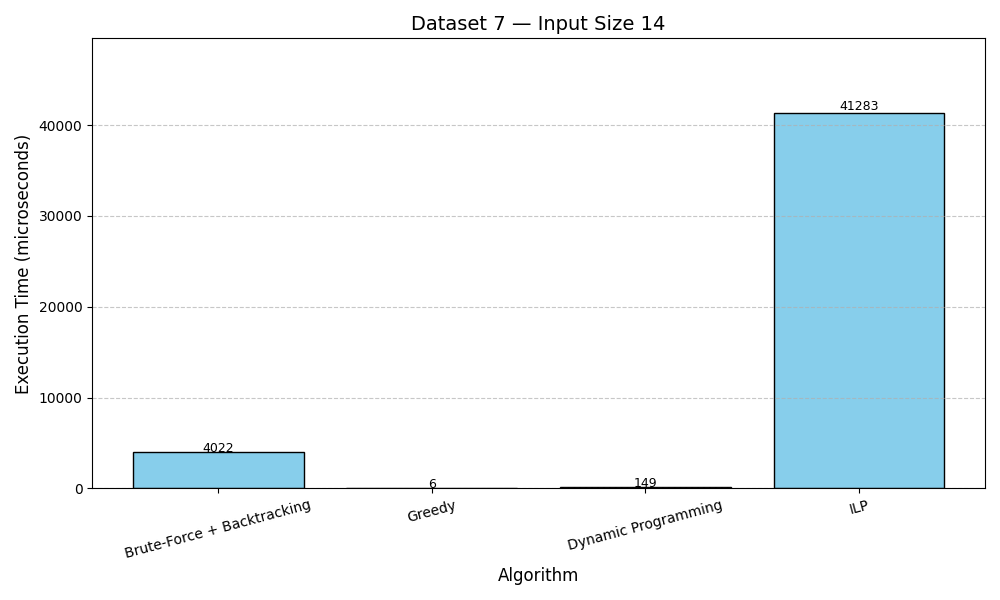 Dataset 7 — Input Size 14
Execution Time (microseconds)
40000
30000
20000
10000
0
4022
6
149
41283
Brute-Force + Backtracking
Greedy
Dynamic Programming
ILP
Algorithm